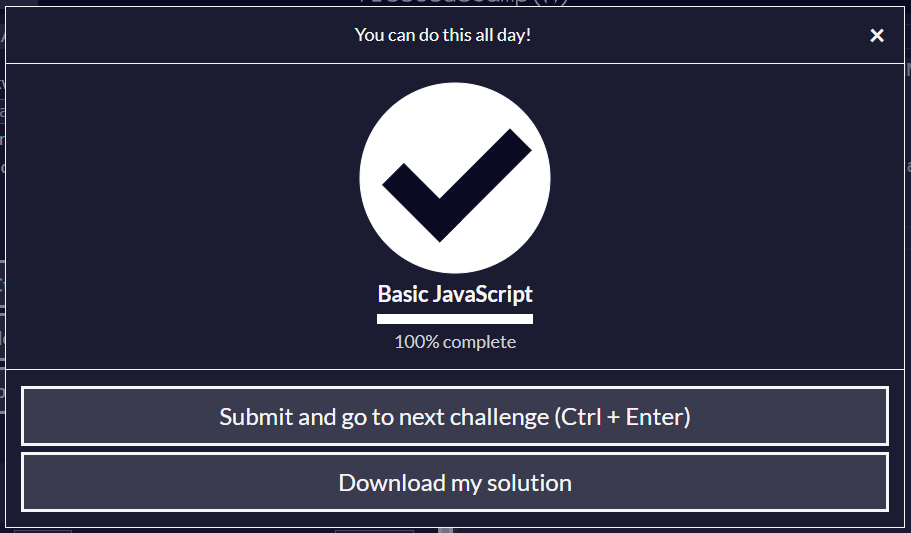 You can do this all day!
×
Basic JavaScript
100% complete
Submit and go to next challenge (Ctrl + Enter)
Download my solution